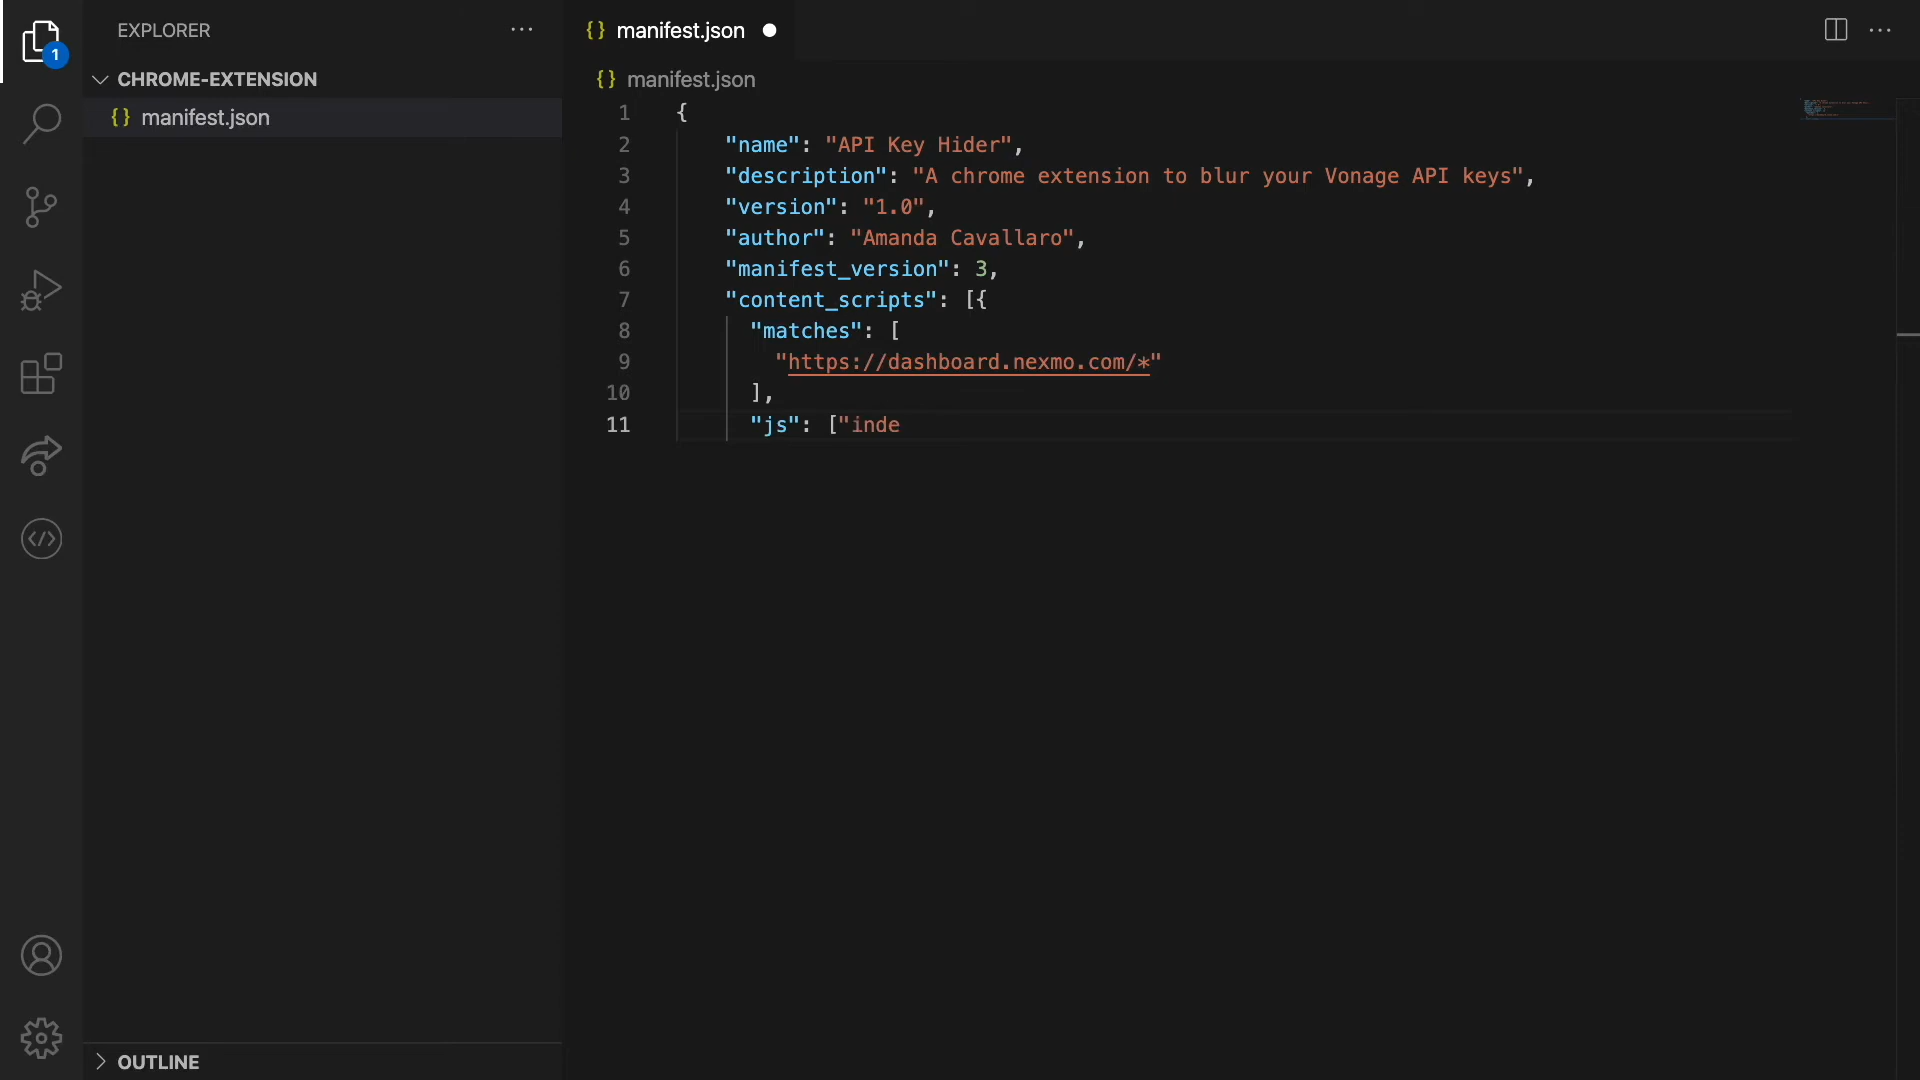 EXPLORER
1
CHROME-EXTENSION
{} manifest.json
OUTLINE
{} manifest.json
{} manifest.json
1 {
2 "name": "API Key Hider",
3 "description": "A chrome extension to blur your Vonage API keys",
4 "version": "1.0",
5 "author": "Amanda Cavallaro",
6 "manifest_version": 3,
7 "content_scripts": [{
8 "matches": [
9 "https://dashboard.nexmo.com/*"
10 ],
11 "js": ["inde